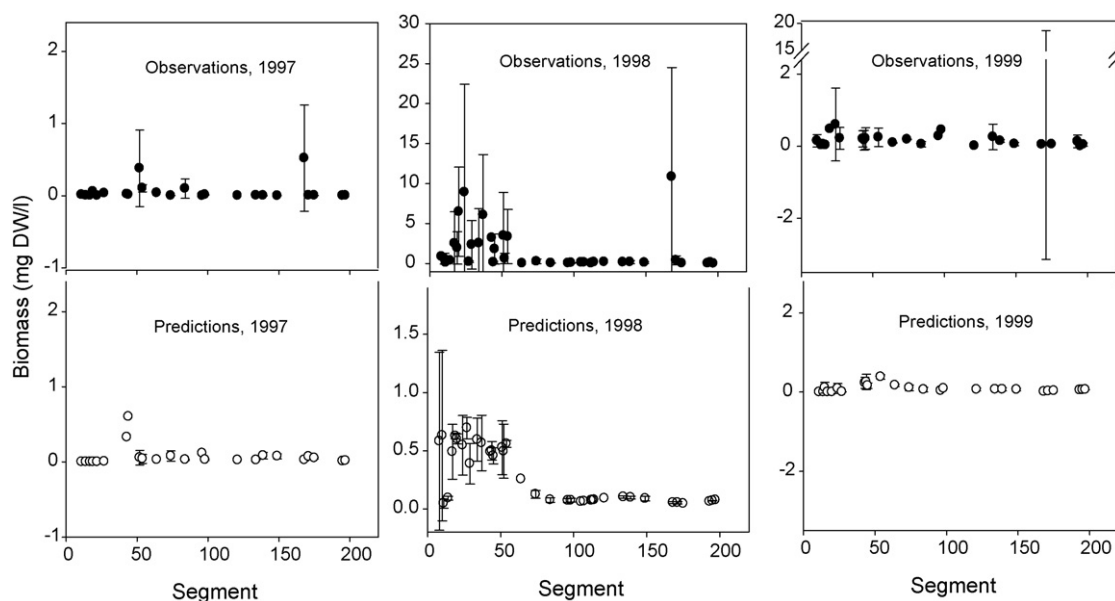 Biomass (mg DW/l)
Observations, 1997
2
1
0
-1
Observations, 1998
30
25
20
15
10
5
0
Observations, 1999
20
15
2
0
-2
Predictions, 1997
2
1
0
-1
0 50 100 150 200
Segment
Predictions, 1998
1.5
1.0
0.5
0.0
0 50 100 150 200
Segment
Predictions, 1999
2
0
-2
0 50 100 150 200
Segment